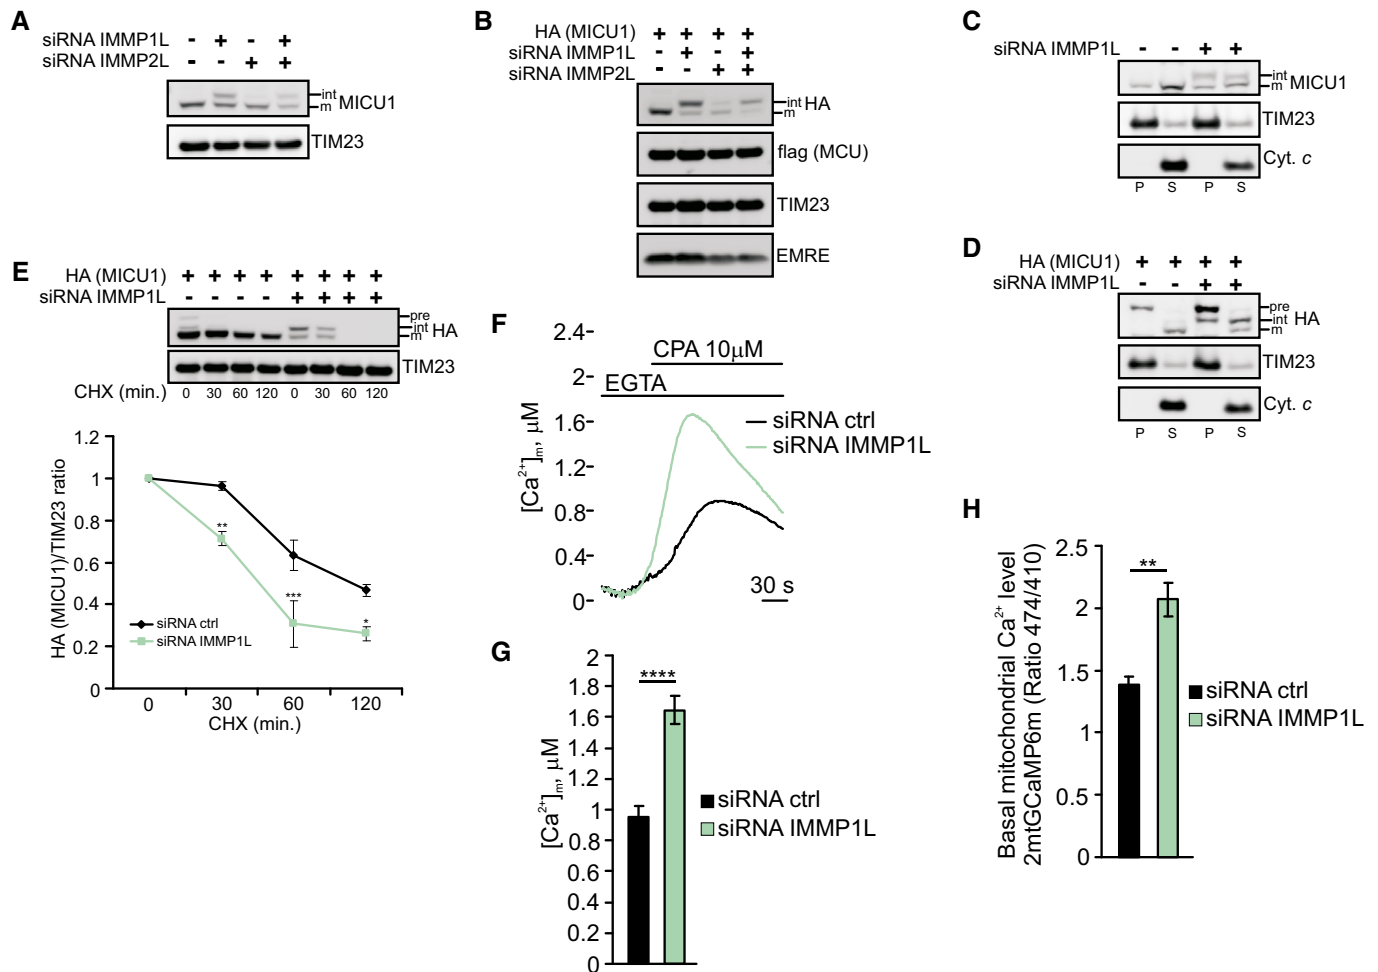 A
siRNA IMMP1L - + - +
siRNA IMMP2L - - + +
int
m
MICU1
TIM23
B
HA (MICU1) + + + +
siRNA IMMP1L - + - +
siRNA IMMP2L - - + +
int
m
HA
flag (MCU)
TIM23
EMRE
C
siRNA IMMP1L - - + +
int
m
MICU1
TIM23
Cyt. c
P S P S
D
HA (MICU1) + + + +
siRNA IMMP1L - - + +
pre
int
m
HA
TIM23
Cyt. c
P S P S
E
HA (MICU1) + + + + + + + +
siRNA IMMP1L - - - - + + + +
pre
int
m
HA
TIM23
CHX (min.) 0 30 60 120 0 30 60 120
HA (MICU1)/TIM23 ratio
1.2
1
0.8
0.6
0.4
0.2
0
**
***
*
siRNA ctrl
siRNA IMMP1L
0 30 60 120
CHX (min.)
F
[Ca2+]m, µM
2.4
2
1.6
1.2
0.8
0.4
0
CPA 10µM
EGTA
siRNA ctrl
siRNA IMMP1L
30 s
G
[Ca2+]m, µM
2
1.8
1.6
1.4
1.2
1
0.8
0.6
0.4
0.2
0
****
siRNA ctrl
siRNA IMMP1L
H
Basal mitochondrial Ca2+ level
2mtGCaMP6m (Ratio 474/410)
2.5
2
1.5
1
0.5
0
**
siRNA ctrl
siRNA IMMP1L